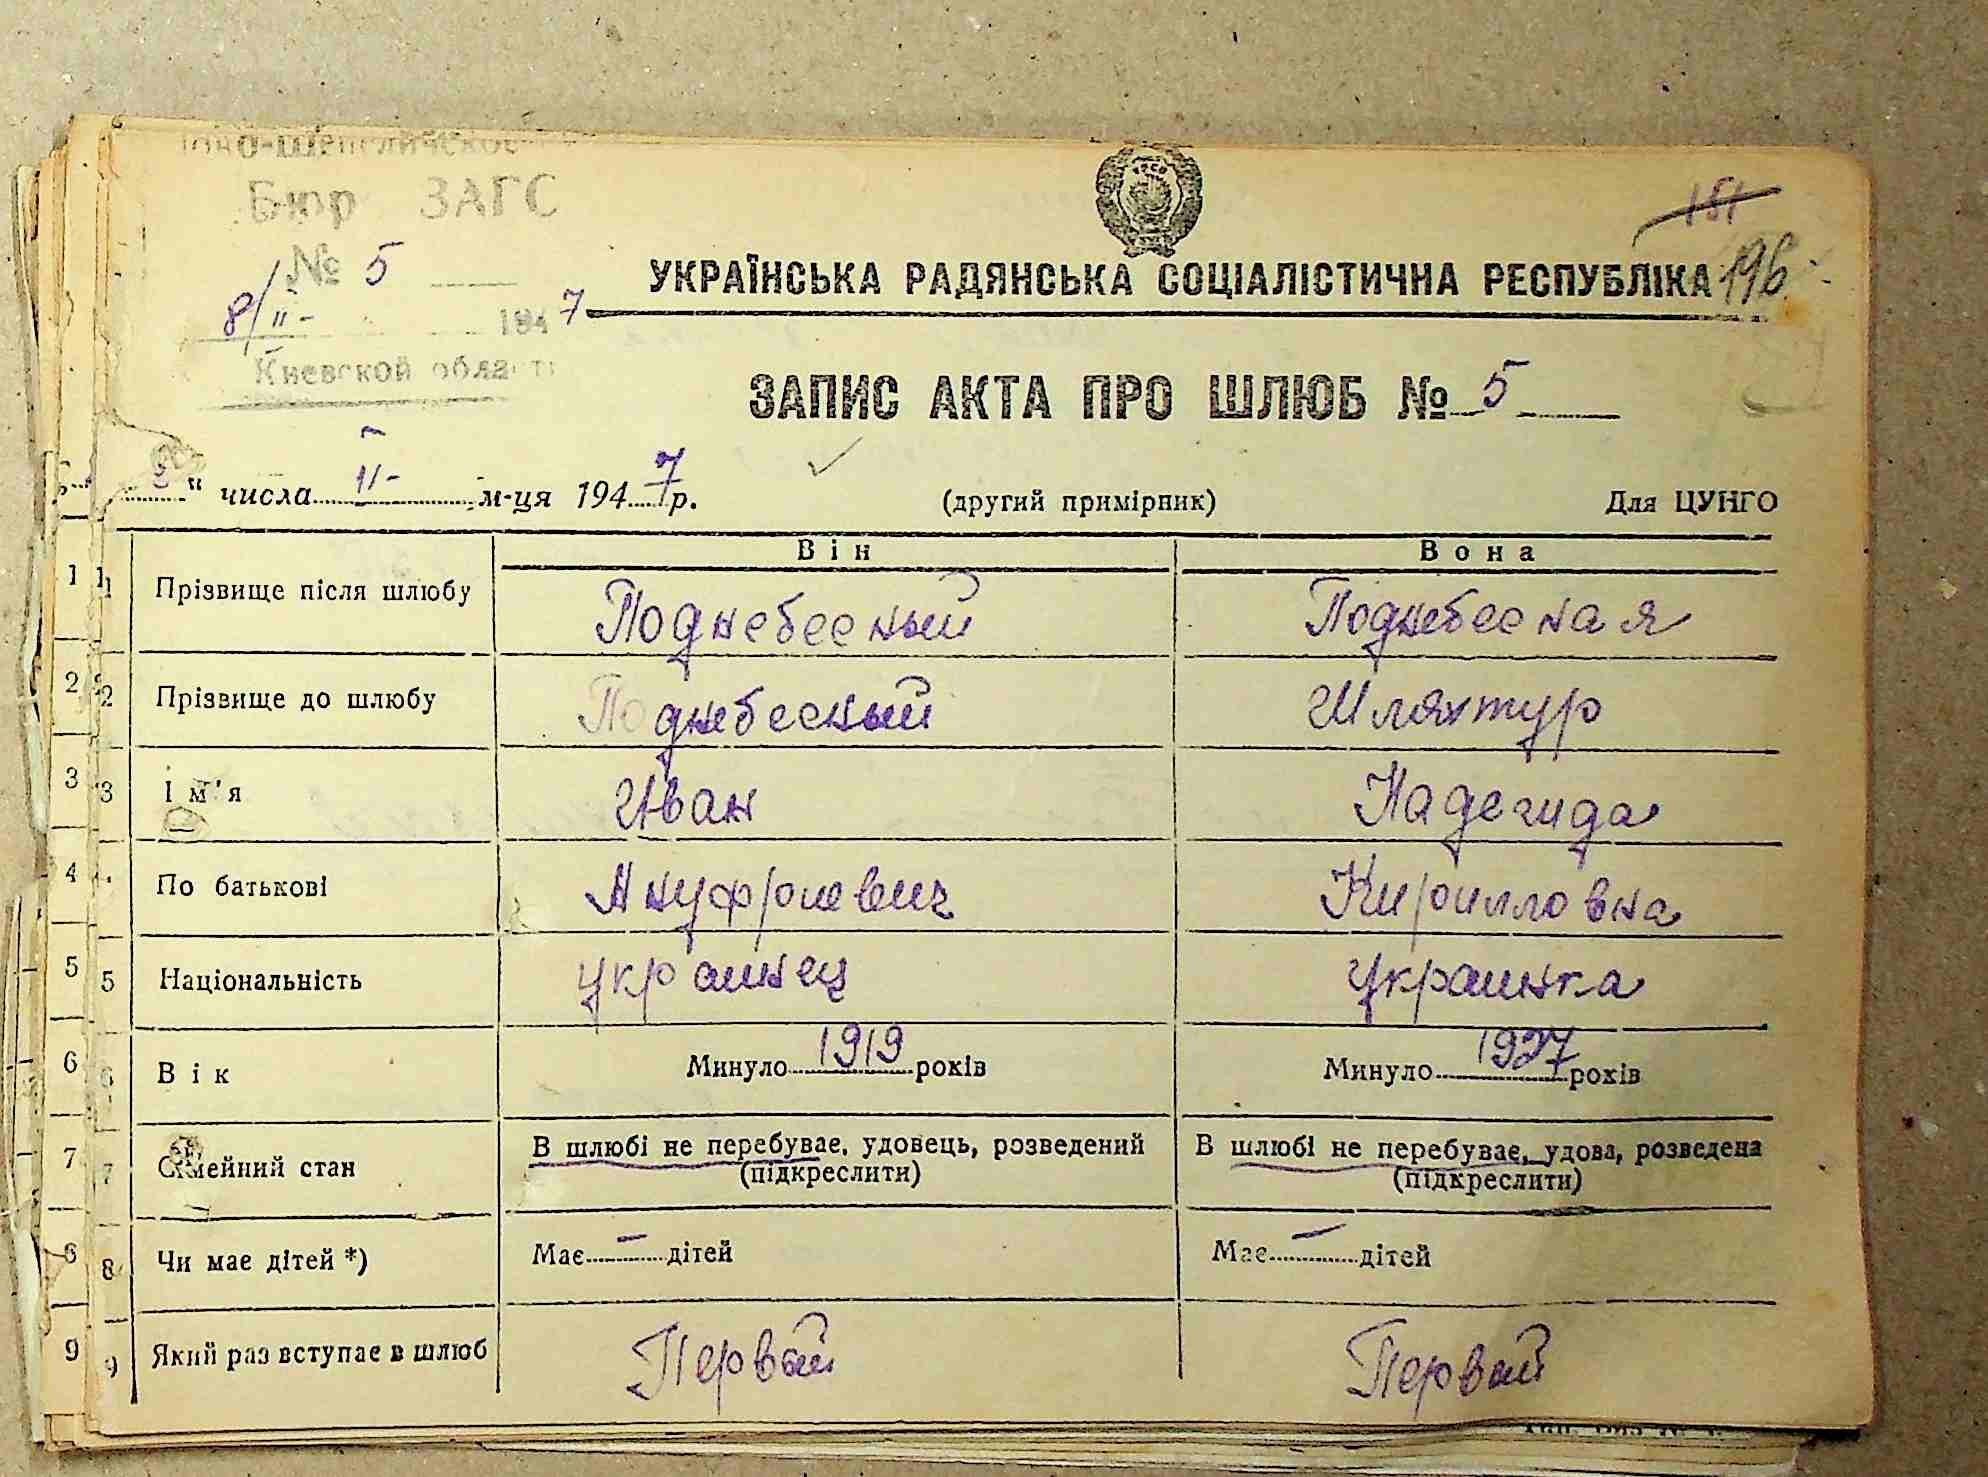 Бюр ЗАГС
№ 5
8/II- 1947
Киевской област
151
196
УКРАЇНСЬКА РАДЯНСЬКА СОЦІАЛІСТИЧНА РЕСПУБЛІКА
ЗАПИС АКТА ПРО ШЛЮБ № 5
" числа II- м-ця 1947 р.
(другий примірник)
Для ЦУНГО
Він Вона
1 Прізвище після шлюбу Поднебесный Поднебесная
2 Прізвище до шлюбу Поднебесный Шляхтур
3 Ім'я Иван Надежида
4 По батькові Ануфриевич Кирилловна
5 Національність украинец украинка
6 Вік Минуло 1919 років Минуло 1927 років
7 Сімейний стан В шлюбі не перебуває, удовець, розведений В шлюбі не перебуває, удова, розведена
(підкреслити) (підкреслити)
8 Чи має дітей *) Має - дітей Має - дітей
9 Який раз вступає в шлюб Первый Первый